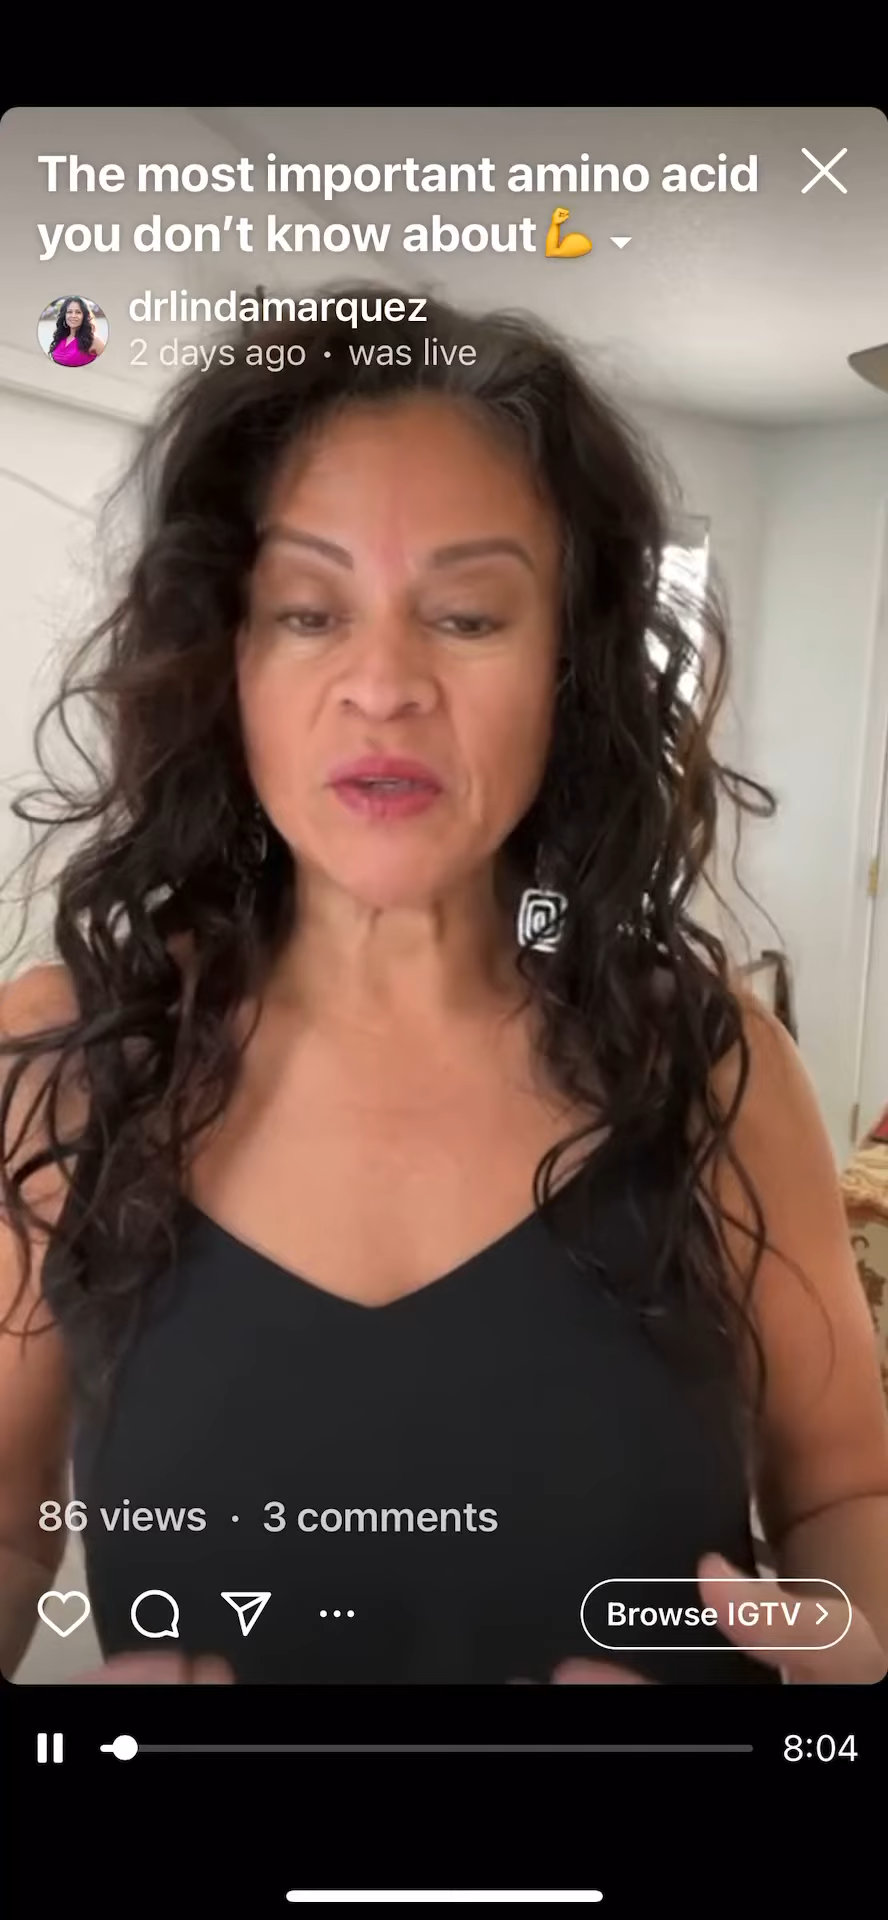 The most important amino acid
you don’t know about💪
drlindamarquez
2 days ago · was live
86 views · 3 comments
Browse IGTV
8:04